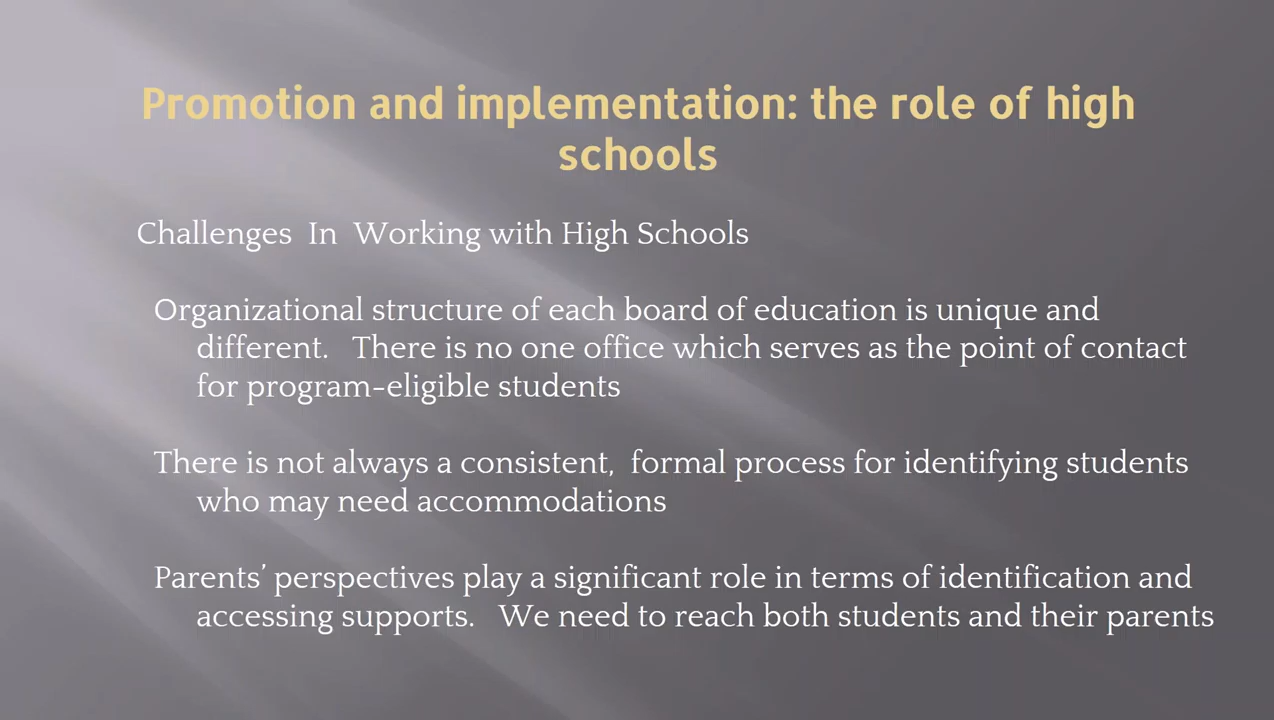 Promotion and implementation: the role of high
schools
Challenges  In  Working with High Schools
Organizational structure of each board of education is unique and
different.   There is no one office which serves as the point of contact
for program-eligible students
There is not always a consistent,  formal process for identifying students
who may need accommodations
Parents’ perspectives play a significant role in terms of identification and
accessing supports.   We need to reach both students and their parents